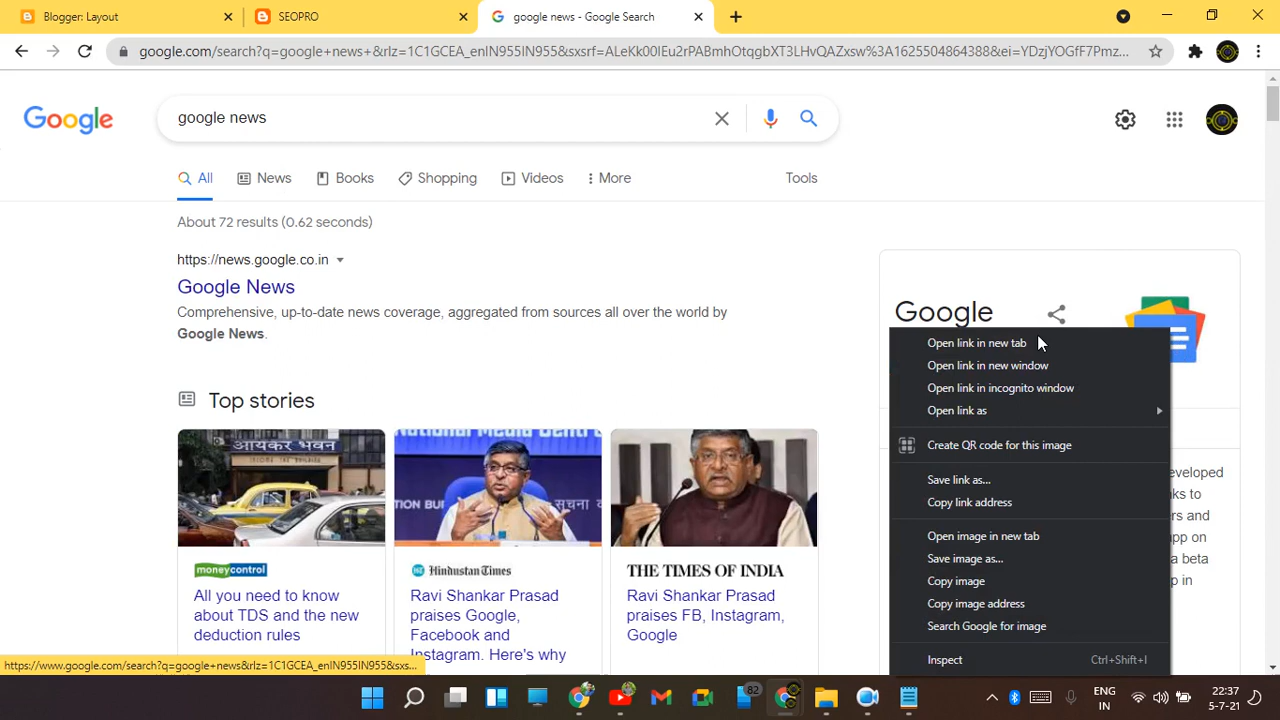 Blogger: Layout
SEOPRO
google news - Google Search
google.com/search?q=google+news+&rlz=1C1GCEA_enIN955IN955&sxsrf=ALeKk00IEu2rPABmhOtqgbXT3LHvQAZxsw%3A1625504864388&ei=YDzjYOGfF7Pmz...
Google
google news
All
News
Books
Shopping
Videos
More
Tools
About 72 results (0.62 seconds)
https://news.google.co.in
Google News
Comprehensive, up-to-date news coverage, aggregated from sources all over the world by
Google News.
Google
Top stories
आयकर भवन
moneycontrol
All you need to know
about TDS and the new
deduction rules
HT Hindustan Times
Ravi Shankar Prasad
praises Google,
Facebook and
Instagram. Here's why
THE TIMES OF INDIA
Ravi Shankar Prasad
praises FB, Instagram,
Google
Open link in new tab
Open link in new window
Open link in incognito window
Open link as
Create QR code for this image
Save link as...
Copy link address
Open image in new tab
Save image as...
Copy image
Copy image address
Search Google for image
Inspect
Ctrl+Shift+I
eveloped
ks to
rs and
pp on
a beta
p in
https://www.google.com/search?q=google+news&rlz=1C1GCEA_enIN955IN955&sxs...
82
ENG
IN
22:37
5-7-21